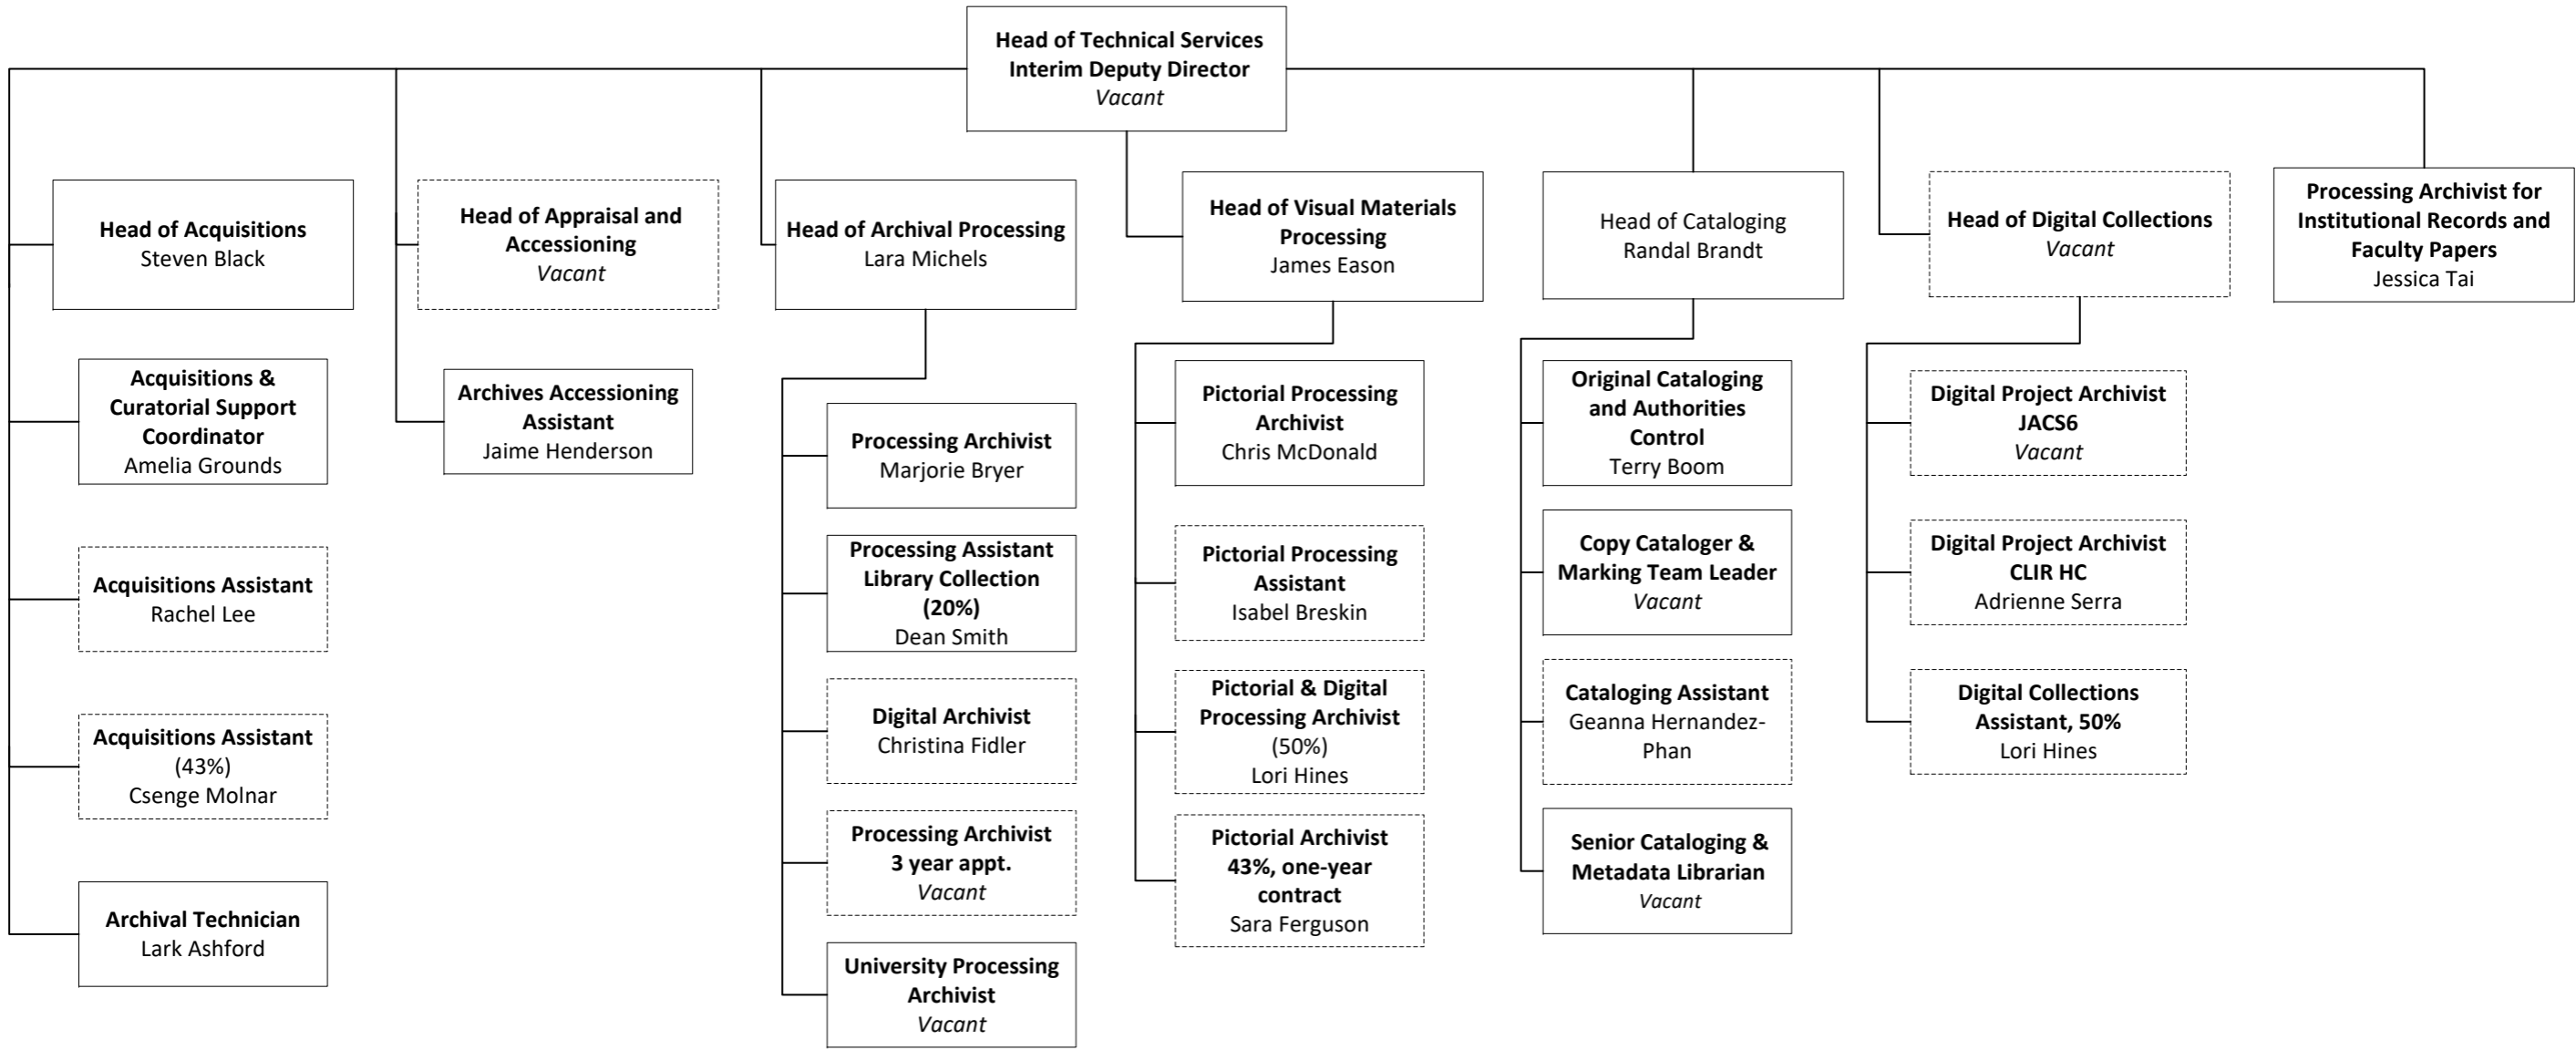 Head of Technical Services
Interim Deputy Director
Vacant
Head of Acquisitions
Steven Black
Head of Appraisal and
Accessioning
Vacant
Head of Archival Processing
Lara Michels
Head of Visual Materials
Processing
James Eason
Head of Cataloging
Randal Brandt
Head of Digital Collections
Vacant
Processing Archivist for
Institutional Records and
Faculty Papers
Jessica Tai
Acquisitions &
Curatorial Support
Coordinator
Amelia Grounds
Acquisitions Assistant
Rachel Lee
Acquisitions Assistant
(43%)
Csenge Molnar
Archival Technician
Lark Ashford
Archives Accessioning
Assistant
Jaime Henderson
Processing Archivist
Marjorie Bryer
Processing Assistant
Library Collection
(20%)
Dean Smith
Digital Archivist
Christina Fidler
Processing Archivist
3 year appt.
Vacant
University Processing
Archivist
Vacant
Pictorial Processing
Archivist
Chris McDonald
Pictorial Processing
Assistant
Isabel Breskin
Pictorial & Digital
Processing Archivist
(50%)
Lori Hines
Pictorial Archivist
43%, one-year
contract
Sara Ferguson
Original Cataloging
and Authorities
Control
Terry Boom
Copy Cataloger &
Marking Team Leader
Vacant
Cataloging Assistant
Geanna Hernandez-
Phan
Senior Cataloging &
Metadata Librarian
Vacant
Digital Project Archivist
JACS6
Vacant
Digital Project Archivist
CLIR HC
Adrienne Serra
Digital Collections
Assistant, 50%
Lori Hines